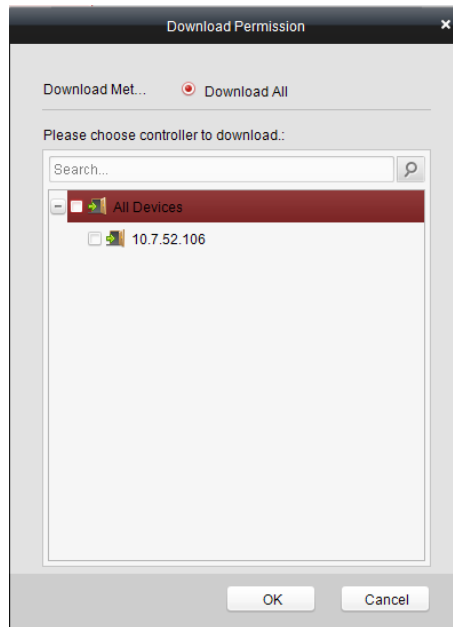 Download Permission
Download Met... Download All
Please choose controller to download.:
Search...
All Devices
10.7.52.106
OK Cancel